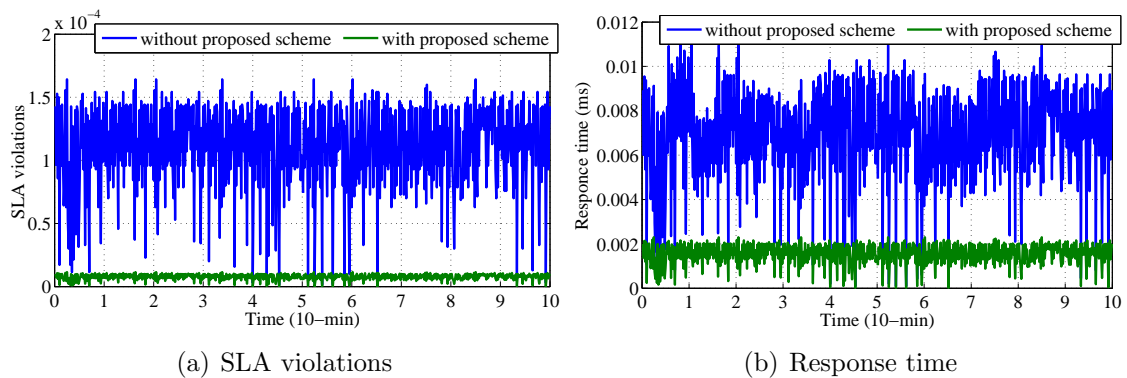 x 10⁻⁴
without proposed scheme with proposed scheme
2
1.5
1
0.5
0
SLA violations
0 1 2 3 4 5 6 7 8 9 10
Time (10−min)
(a) SLA violations
without proposed scheme with proposed scheme
0.012
0.01
0.008
0.006
0.004
0.002
0
Responce time (ms)
0 1 2 3 4 5 6 7 8 9 10
Time (10−min)
(b) Response time